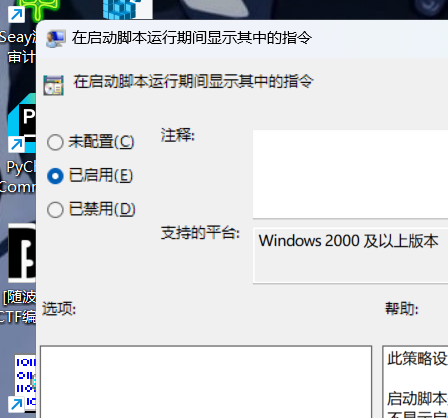 在启动脚本运行期间显示其中的指令
在启动脚本运行期间显示其中的指令
未配置(C)
注释:
已启用(E)
已禁用(D)
支持的平台:
Windows 2000 及以上版本
选项:
帮助:
此策略设
启动脚本
Seay
审计
PyCh
Comm
[随波
CTF编